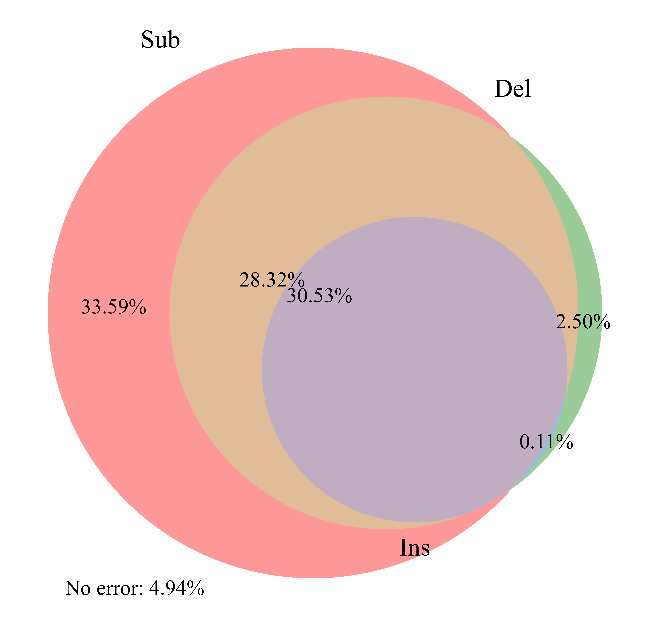 Sub
Del
28.32%
30.53%
33.59%
2.50%
0.11%
Ins
No error: 4.94%